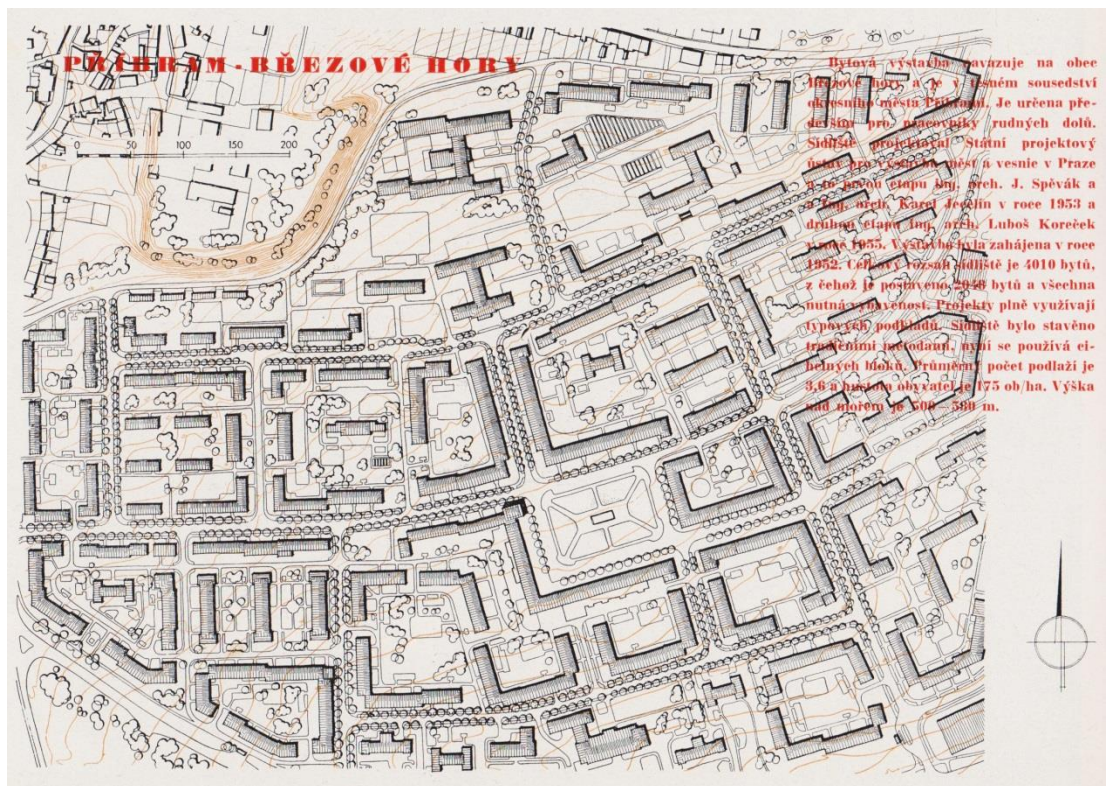 PŘÍBRAM - BŘEZOVÉ HORY
0 50 100 150 200
Bytová výstavba navazuje na obec
Březové hory a je v těsném sousedství
okresního města Příbrami. Je určena pře-
devším pro pracovníky rudných dolů.
Sídliště projektoval Státní projektový
ústav pro výstavbu měst a vesnic v Praze
a to prvou etapu Ing. arch. J. Spěvák a
a Ing. arch. Karel Ječelín v roce 1953 a
druhou etapu Ing. arch. Luboš Koreček
v roce 1955. Výstavba byla zahájena v roce
1952. Celkový rozsah sídliště je 4010 bytů,
z čehož je postaveno bytů a všechna
nutná vybavenost. Projekty plně využívají
typových podkladů. Sídliště bylo stavěno
tradičními metodami, nyní se používá ci-
helných bloků. Průměrný počet podlaží je
3,6 a hustota obyvatel je 175 ob/ha. Výška
nad mořem je 500—580 m.